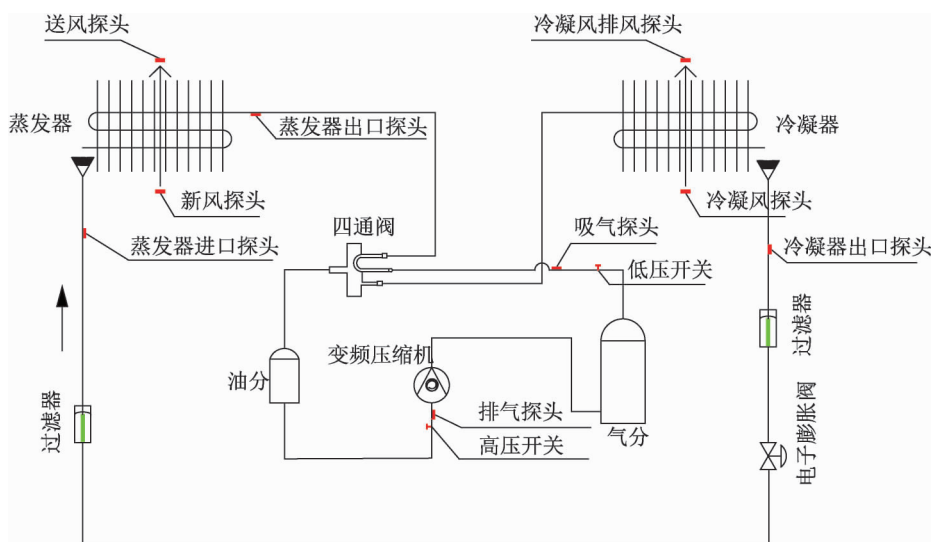 送风探头
冷凝风排风探头
蒸发器
蒸发器出口探头
冷凝器
新风探头
冷凝风探头
四通阀
吸气探头
蒸发器进口探头
低压开关
冷凝器出口探头
过滤器
变频压缩机
油分
排气探头
气分
高压开关
过滤器
电子膨胀阀